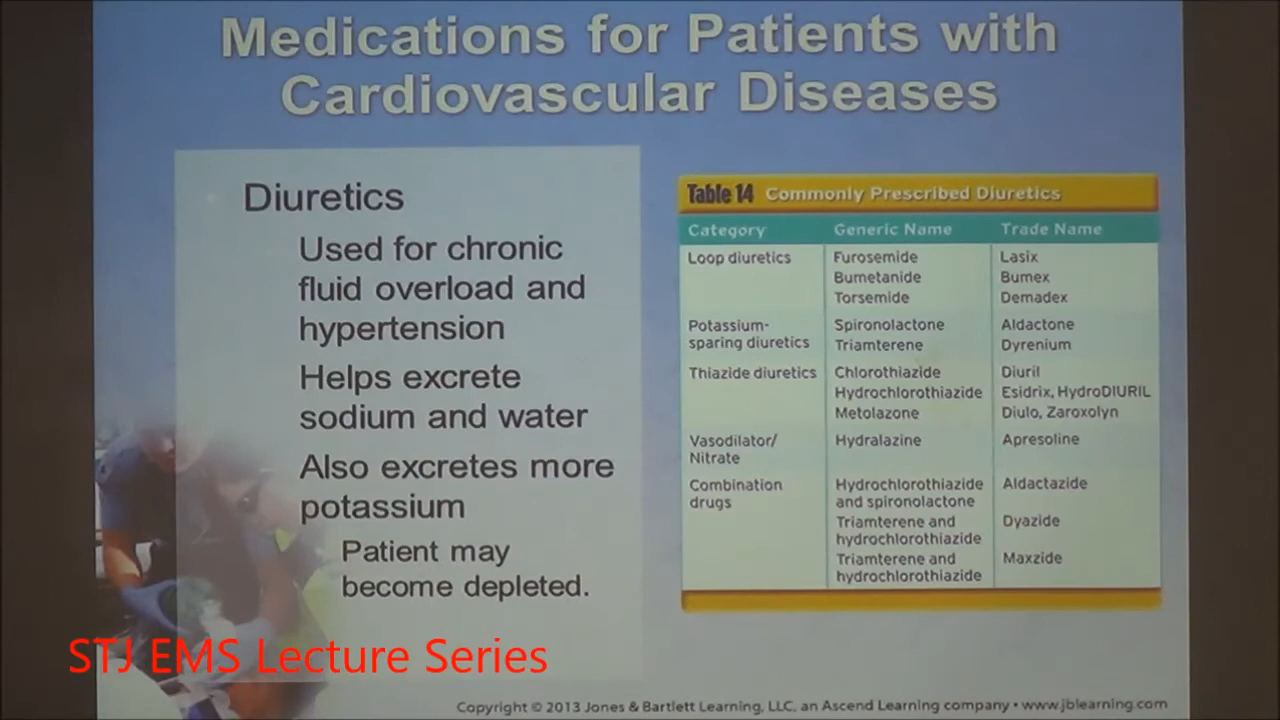 Medications for Patients with
Cardiovascular Diseases
Diuretics
Used for chronic
fluid overload and
hypertension
Helps excrete
sodium and water
Also excretes more
potassium
Patient may
become depleted.
Table 14 Commonly Prescribed Diuretics
Category Generic Name Trade Name
Loop diuretics Furosemide Lasix
Bumetanide Bumex
Torsemide Demadex
Potassium-
sparing diuretics
Spironolactone Aldactone
Triamterene Dyrenium
Thiazide diuretics Chlorothiazide Diuril
Hydrochlorothiazide Esidrix, HydroDIURIL
Metolazone Diulo, Zaroxolyn
Vasodilator/
Nitrate
Hydralazine Apresoline
Combination
drugs
Hydrochlorothiazide
and spironolactone
Aldactazide
Triamterene and
hydrochlorothiazide
Dyazide
Triamterene and
hydrochlorothiazide
Maxzide
STJ EMS Lecture Series
Copyright © 2013 Jones & Bartlett Learning, LLC, an Ascend Learning company • www.jblearning.com